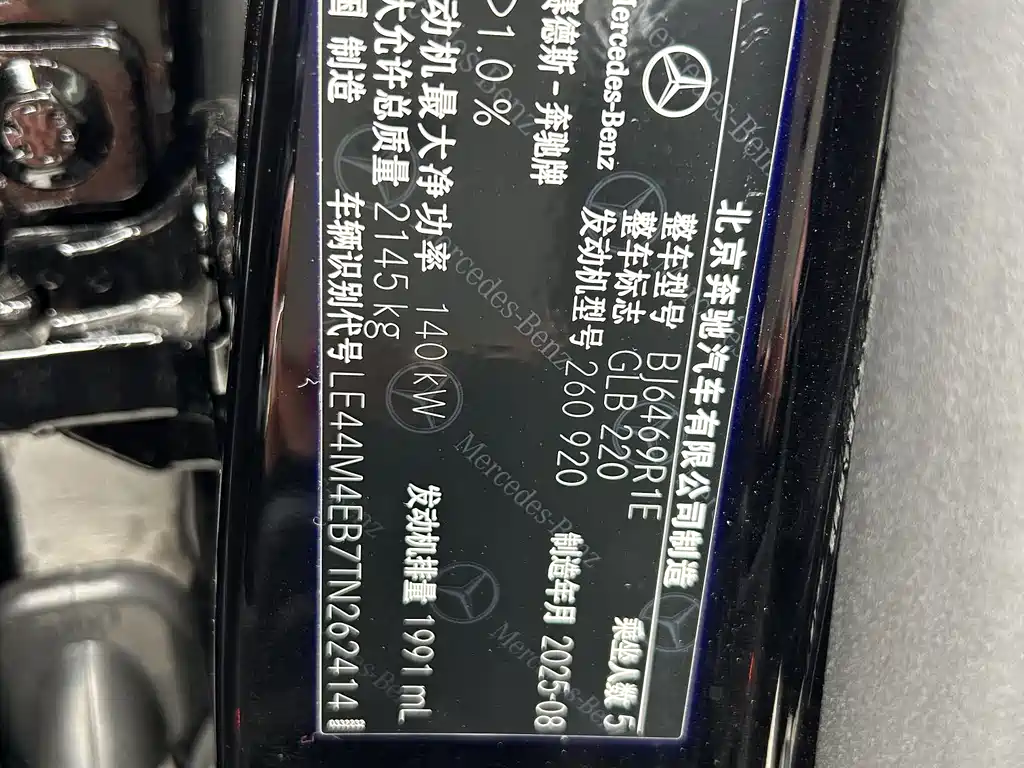 北京奔驰汽车有限公司制造
Mercedes-Benz 整车型号 BJ6469R1E 乘坐人数 5
整车标志 GLB 220
赛德斯-奔驰牌 发动机型号 260 920 制造年月 2025-08
>1.0%
动机最大净功率 140 kW 发动机排量 1991 mL
大允许总质量 2145 kg
国 制造 车辆识别代号 LE44M4EB7TN262414